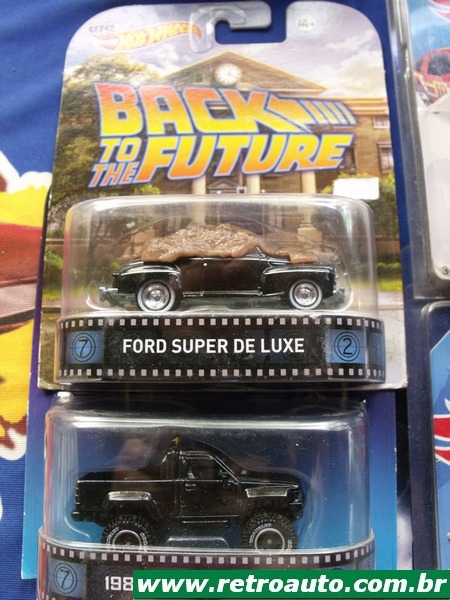 Hot Wheels
BACK
TO THE FUTURE
7
FORD SUPER DE LUXE
2
7
198
www.retroauto.com.br